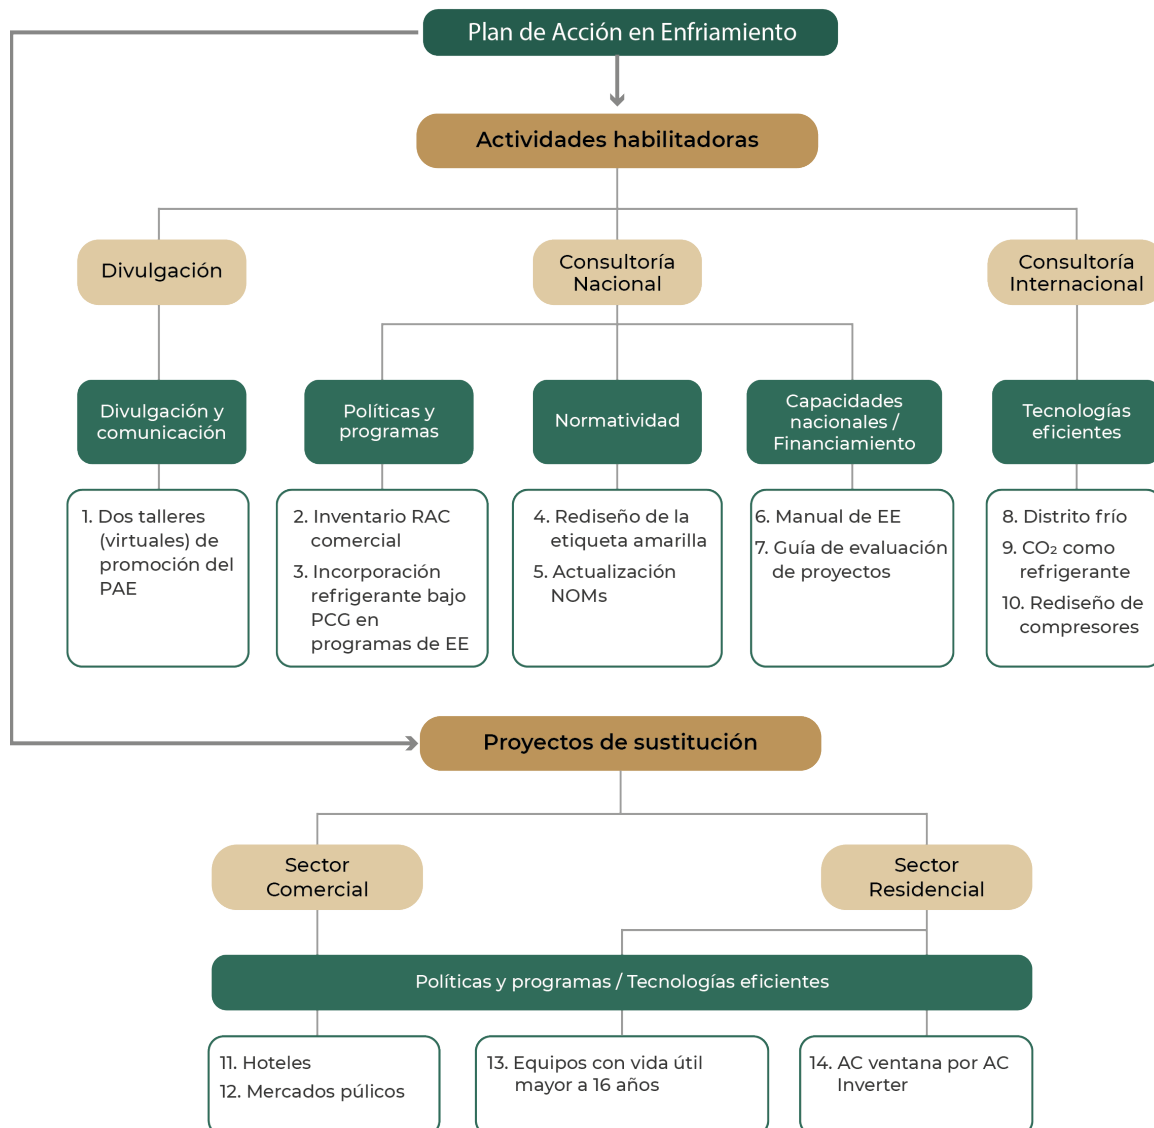 Plan de Acción en Enfriamiento
Actividades habilitadoras
Divulgación
Consultoría
Nacional
Consultoría
Internacional
Divulgación y
comunicación
Políticas y
programas
Normatividad
Capacidades
nacionales /
Financiamiento
Tecnologías
eficientes
1. Dos talleres
(virtuales) de
promoción del
PAE
2. Inventario RAC
comercial
3. Incorporación
refrigerante bajo
PCG en
programas de EE
4. Rediseño de la
etiqueta amarilla
5. Actualización
NOMs
6. Manual de EE
7. Guía de evaluación
de proyectos
8. Distrito frío
9. CO₂ como
refrigerante
10. Rediseño de
compresores
Proyectos de sustitución
Sector
Comercial
Sector
Residencial
Políticas y programas / Tecnologías eficientes
11. Hoteles
12. Mercados púlicos
13. Equipos con vida útil
mayor a 16 años
14. AC ventana por AC
Inverter